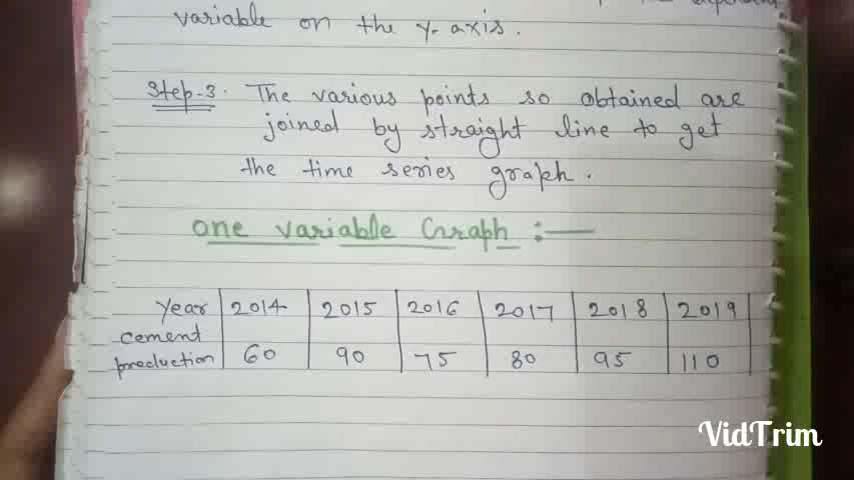 variable on the y-axis.
Step-3. The various points so obtained are
joined by straight line to get
the time series graph.
One variable Graph :—
Year 2014 2015 2016 2017 2018 2019
cement
production 60 90 75 80 95 110
VidTrim